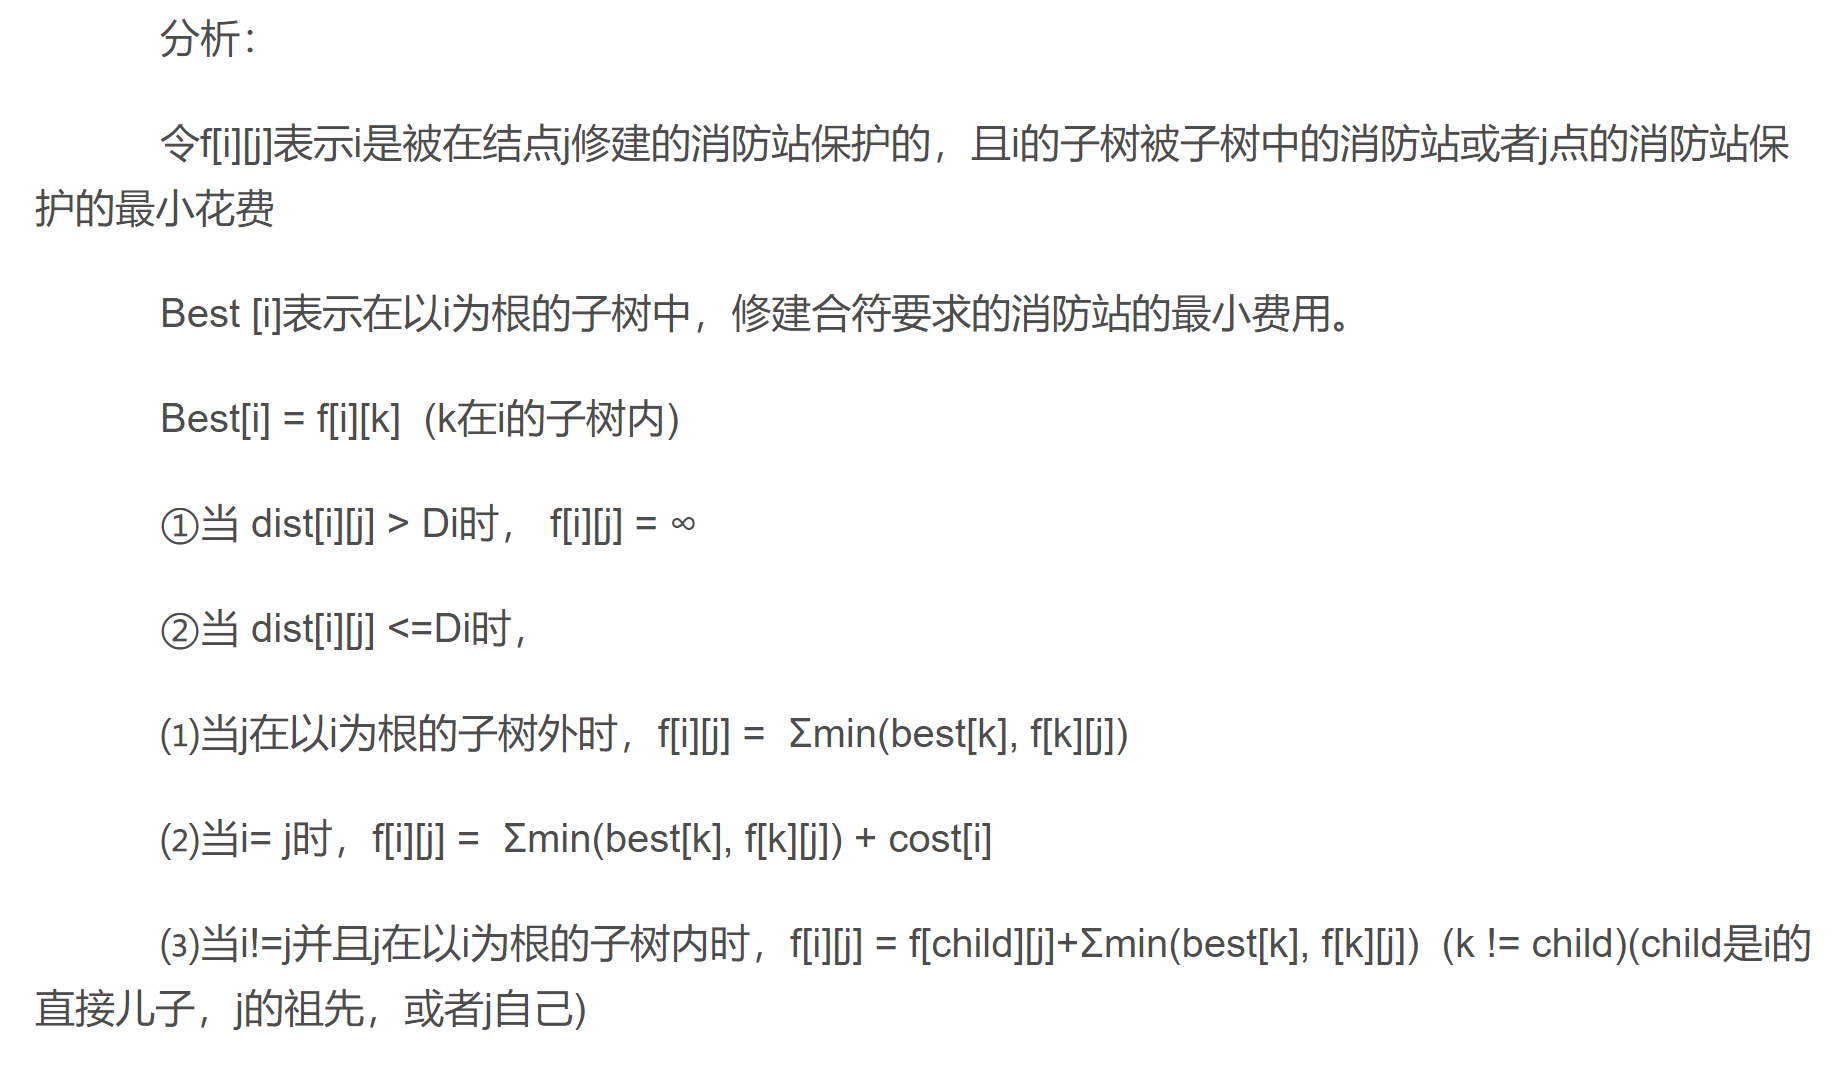 分析：
令f[i][j]表示i是被在结点j修建的消防站保护的，且i的子树被子树中的消防站或者j点的消防站保
护的最小花费
Best [i]表示在以i为根的子树中，修建合符要求的消防站的最小费用。
Best[i] = f[i][k]（k在i的子树内）
①当 dist[i][j] > Di时， f[i][j] = ∞
②当 dist[i][j] <=Di时，
⑴当j在以i为根的子树外时，f[i][j] = Σmin(best[k], f[k][j])
⑵当i= j时，f[i][j] = Σmin(best[k], f[k][j]) + cost[i]
⑶当i!=j并且j在以i为根的子树内时，f[i][j] = f[child][j]+Σmin(best[k], f[k][j])（k != child)(child是i的
直接儿子，j的祖先，或者j自己)